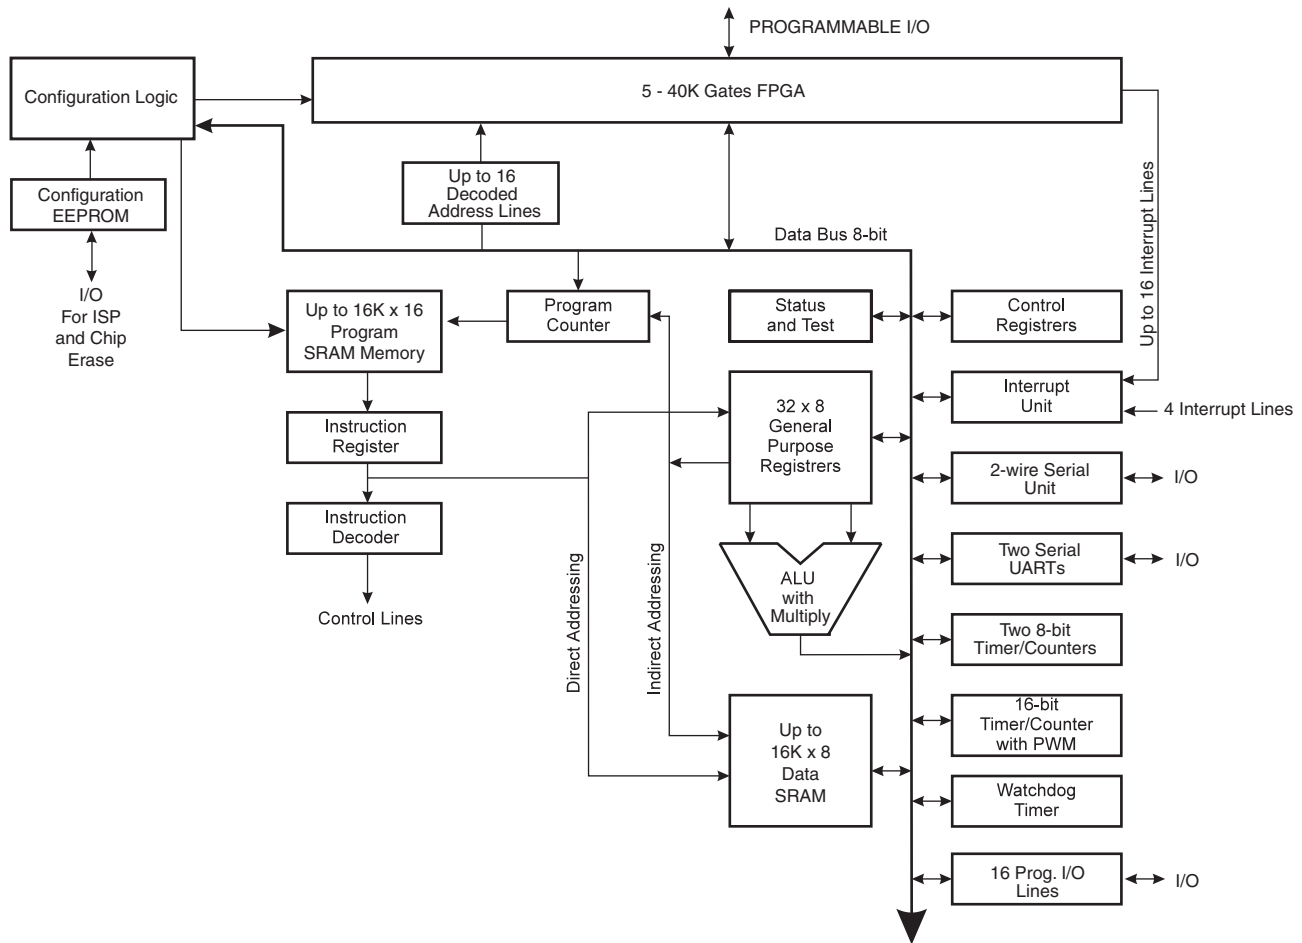 PROGRAMMABLE I/O
Configuration Logic
5 - 40K Gates FPGA
Up to 16
Decoded
Address Lines
Configuration
EEPROM
Data Bus 8-bit
Up to 16 Interrupt Lines
I/O
For ISP
and Chip
Erase
Up to 16K x 16
Program
SRAM Memory
Program
Counter
Status
and Test
Control
Registrers
Interrupt
Unit
4 Interrupt Lines
32 x 8
General
Purpose
Registrers
Instruction
Register
2-wire Serial
Unit
I/O
Instruction
Decoder
Control Lines
Direct Addressing
Indirect Addressing
ALU
with
Multiply
Two Serial
UARTs
I/O
Two 8-bit
Timer/Counters
Up to
16K x 8
Data
SRAM
16-bit
Timer/Counter
with PWM
Watchdog
Timer
16 Prog. I/O
Lines
I/O